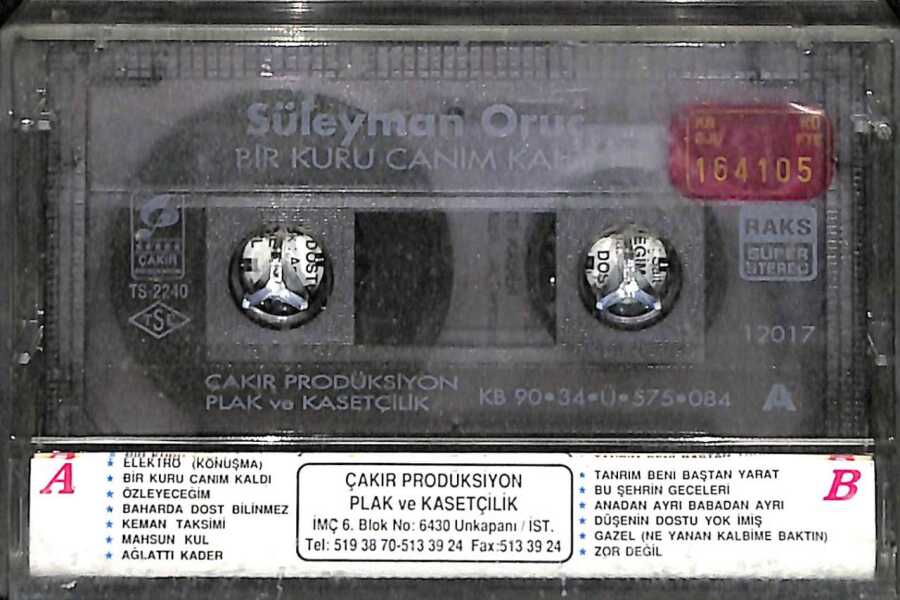 Süleyman Oruç
BİR KURU CANIM
164105
ÇAKIR
TS-2240
TSE
RAKS
SÜPER
STEREO
12017
ÇAKIR PRODÜKSİYON
PLAK ve KASETÇİLİK
KB 90•34•Ü•575•084
A
A
ELEKTRO (KONUŞMA)
BİR KURU CANIM KALDI
ÖZLEYECEĞİM
BAHARDA DOST BİLİNMEZ
KEMAN TAKSİMİ
MAHSUN KUL
AĞLATTI KADER
ÇAKIR PRODÜKSİYON
PLAK ve KASETÇİLİK
İMÇ 6. Blok No: 6430 Unkapanı / İST.
Tel: 519 38 70-513 39 24 Fax:513 39 24
TANRIM BENİ BAŞTAN YARAT
BU ŞEHRİN GECELERİ
ANADAN AYRI BABADAN AYRI
DÜŞENİN DOSTU YOK İMİŞ
GAZEL (NE YANAN KALBİME BAKTIN)
ZOR DEĞİL
B